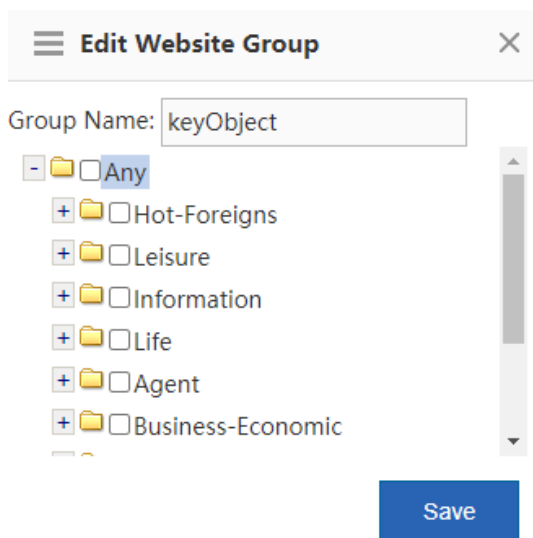 Edit Website Group
Group Name: keyObject
Any
Hot-Foreigns
Leisure
Information
Life
Agent
Business-Economic
Save